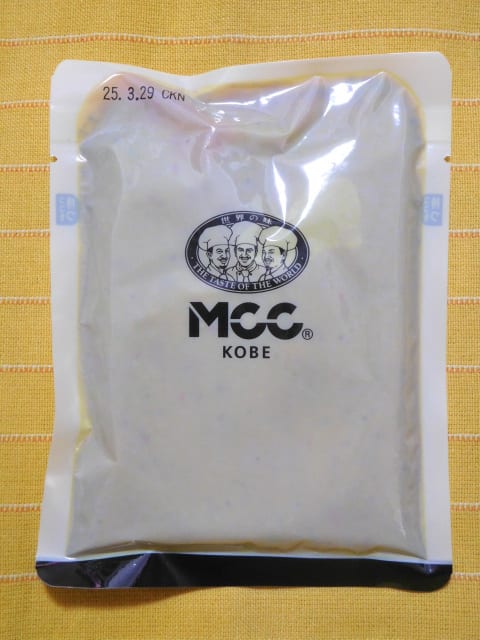 25. 3.29 CKN
世界の味
THE TASTE OF THE WORLD
MCC®
KOBE